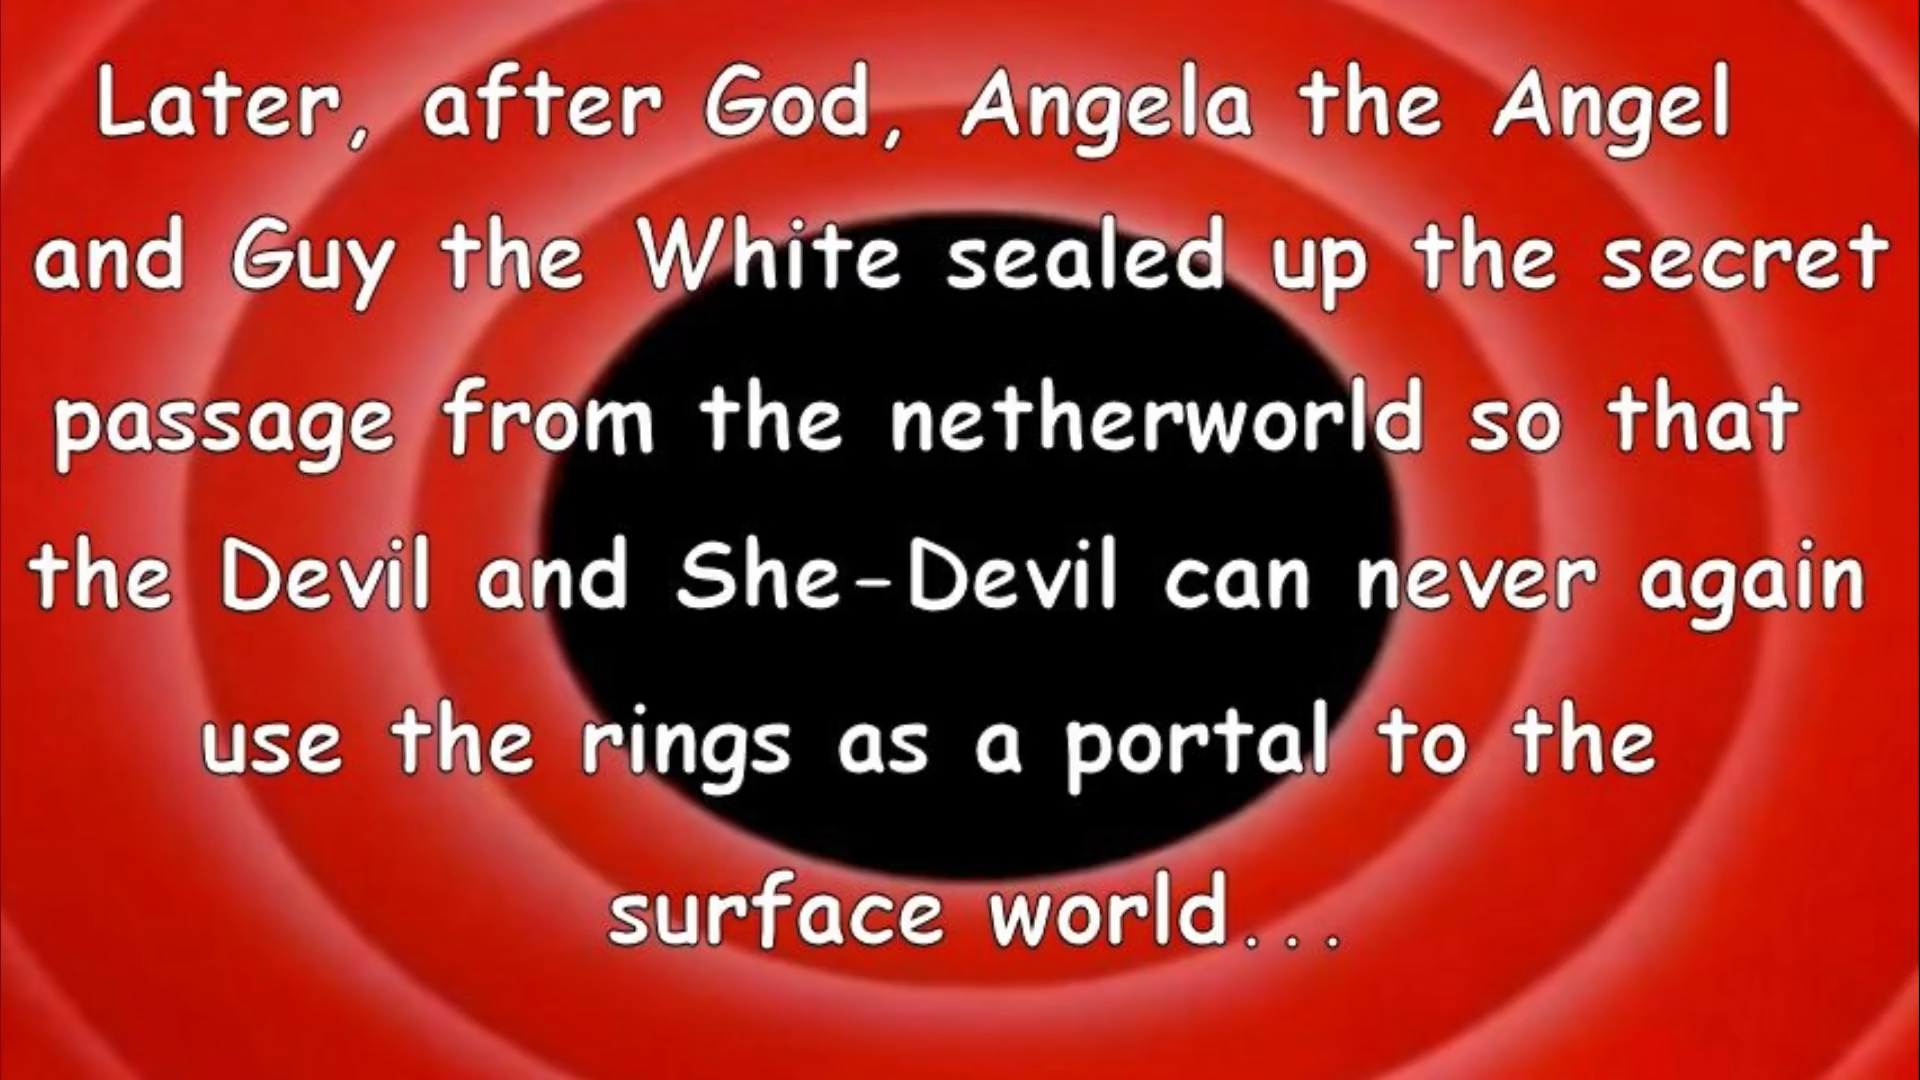 Later, after God, Angela the Angel
and Guy the White sealed up the secret
passage from the netherworld so that
the Devil and She-Devil can never again
use the rings as a portal to the
surface world...